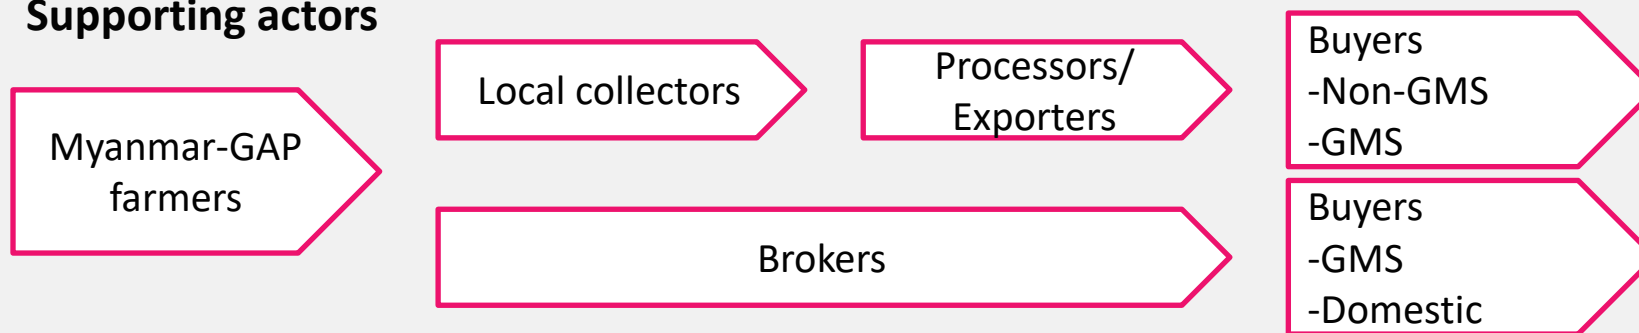 Supporting actors
Myanmar-GAP
farmers
Local collectors
Processors/
Exporters
Buyers
-Non-GMS
-GMS
Brokers
Buyers
-GMS
-Domestic